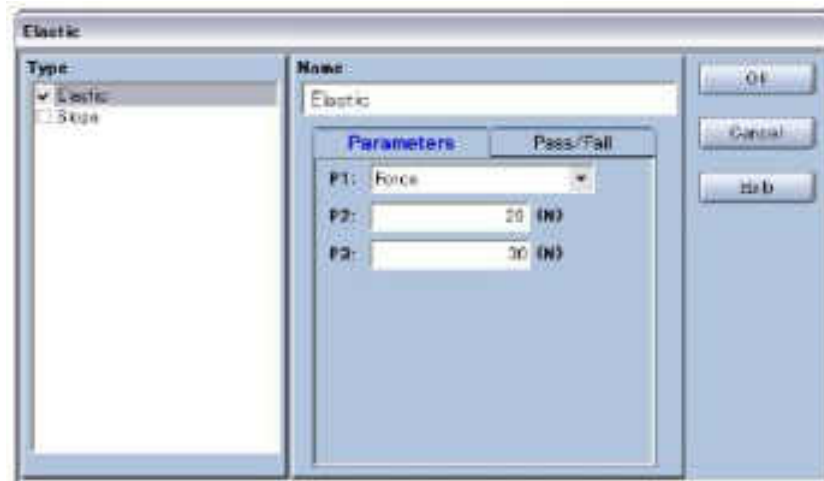 Elastic
Type
Elastic
Slope
Name
Elastic
Parameters
Pass/Fail
P1: Force
P2: 20 (N)
P3: 30 (N)
OK
Cancel
Help